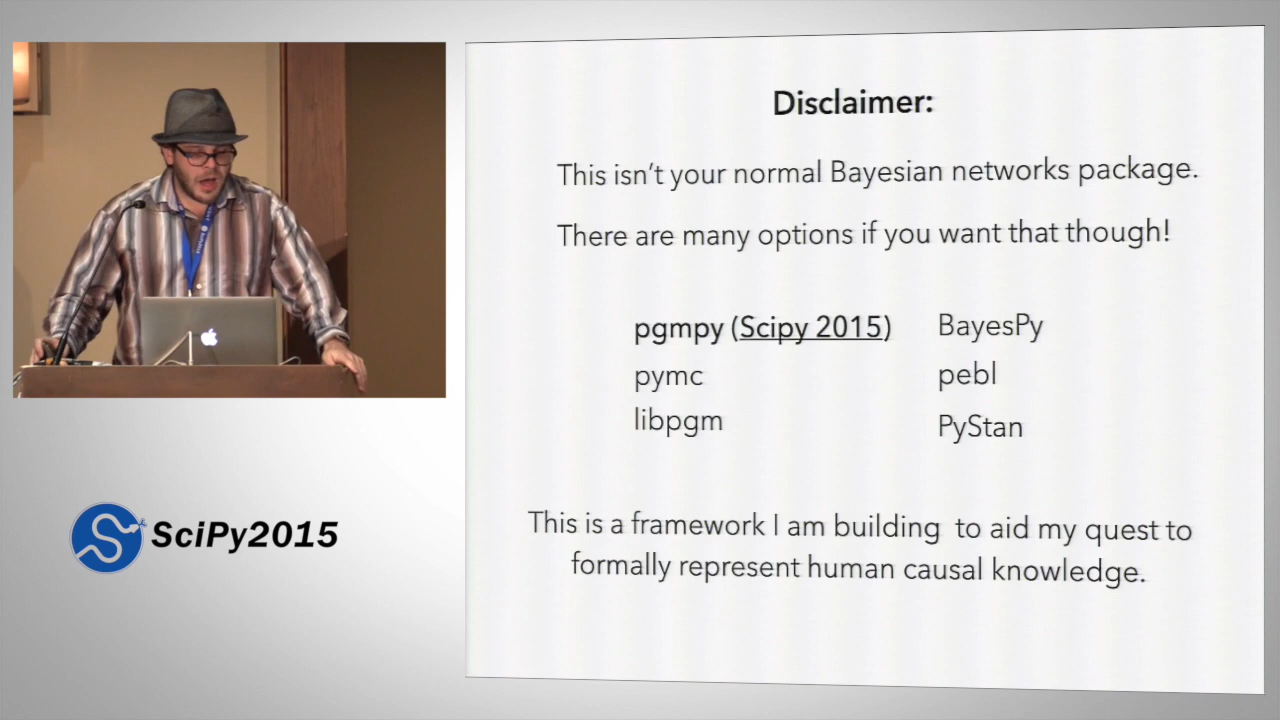 Disclaimer:
This isn't your normal Bayesian networks package.
There are many options if you want that though!
pgmpy (Scipy 2015)
pymc
libpgm
BayesPy
pebl
PyStan
This is a framework I am building to aid my quest to
formally represent human causal knowledge.
SciPy2015